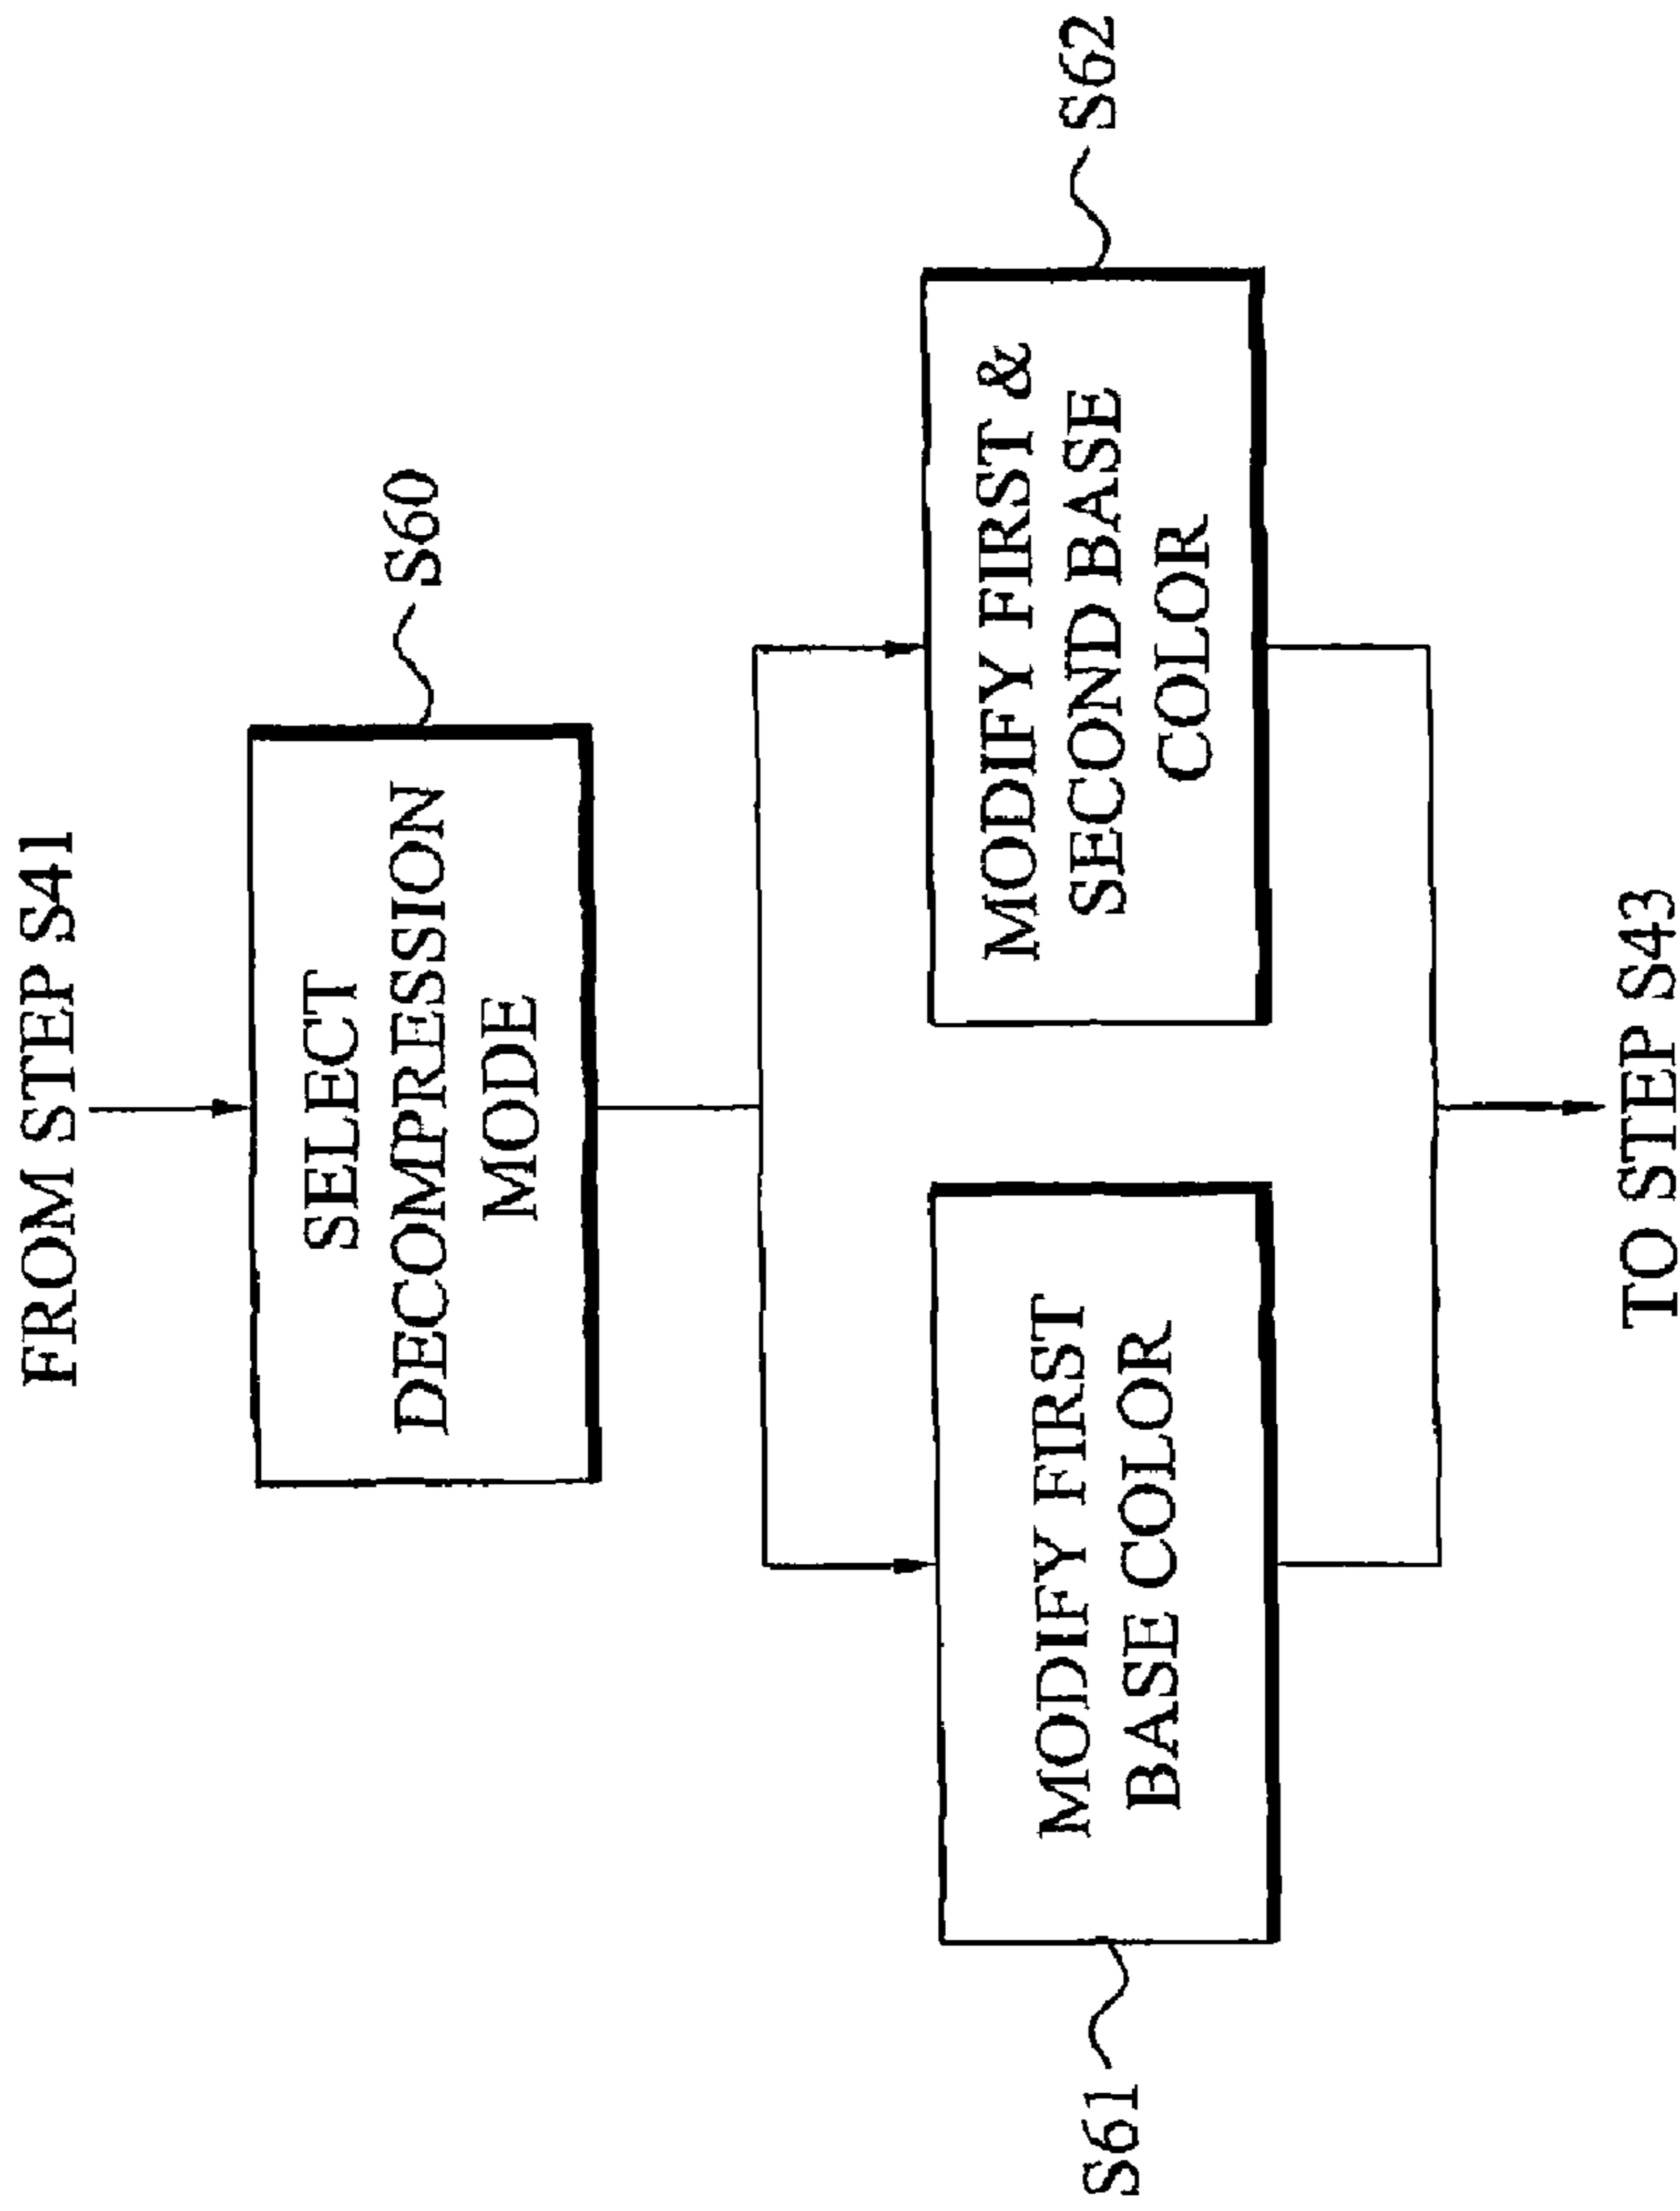 FROM STEP S41
SELECT
DECOMPRESSION
MODE
S60
MODIFY FIRST
BASE COLOR
S61
MODIFY FIRST &
SECOND BASE
COLOR
S62
TO STEP S43